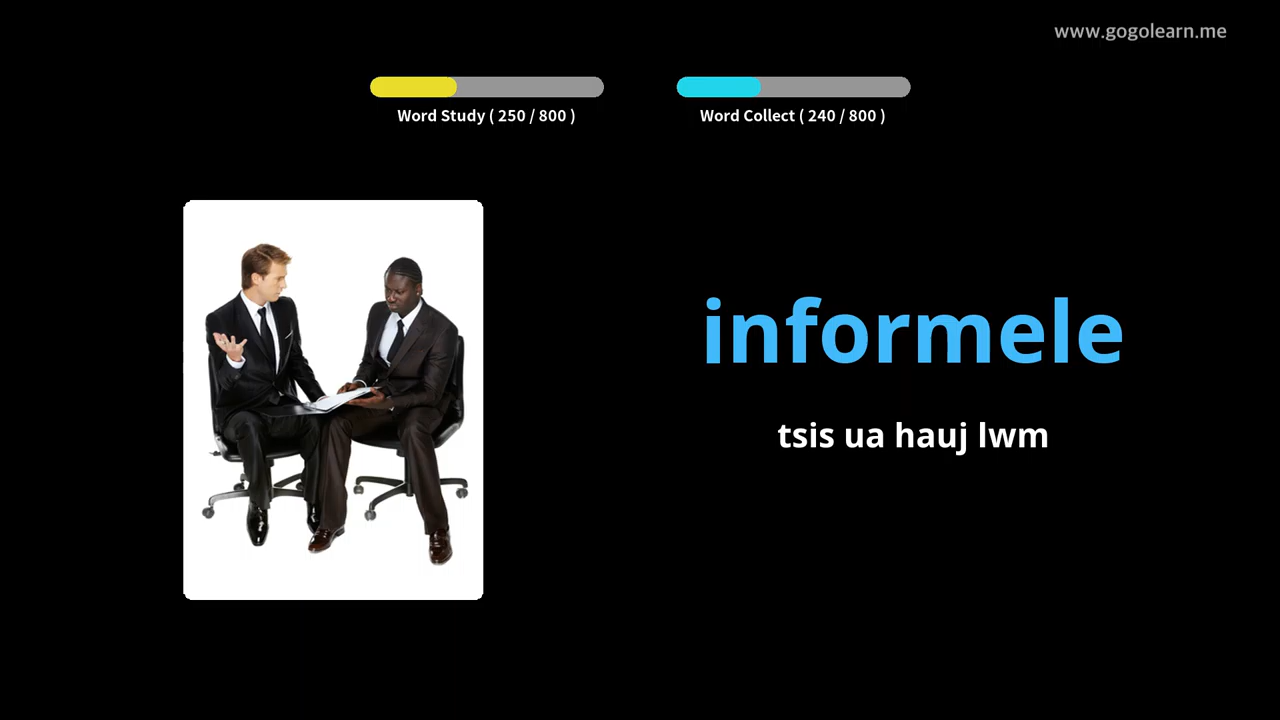 www.gogolearn.me
Word Study ( 250 / 800 )
Word Collect ( 240 / 800 )
informele
tsis ua hauj lwm